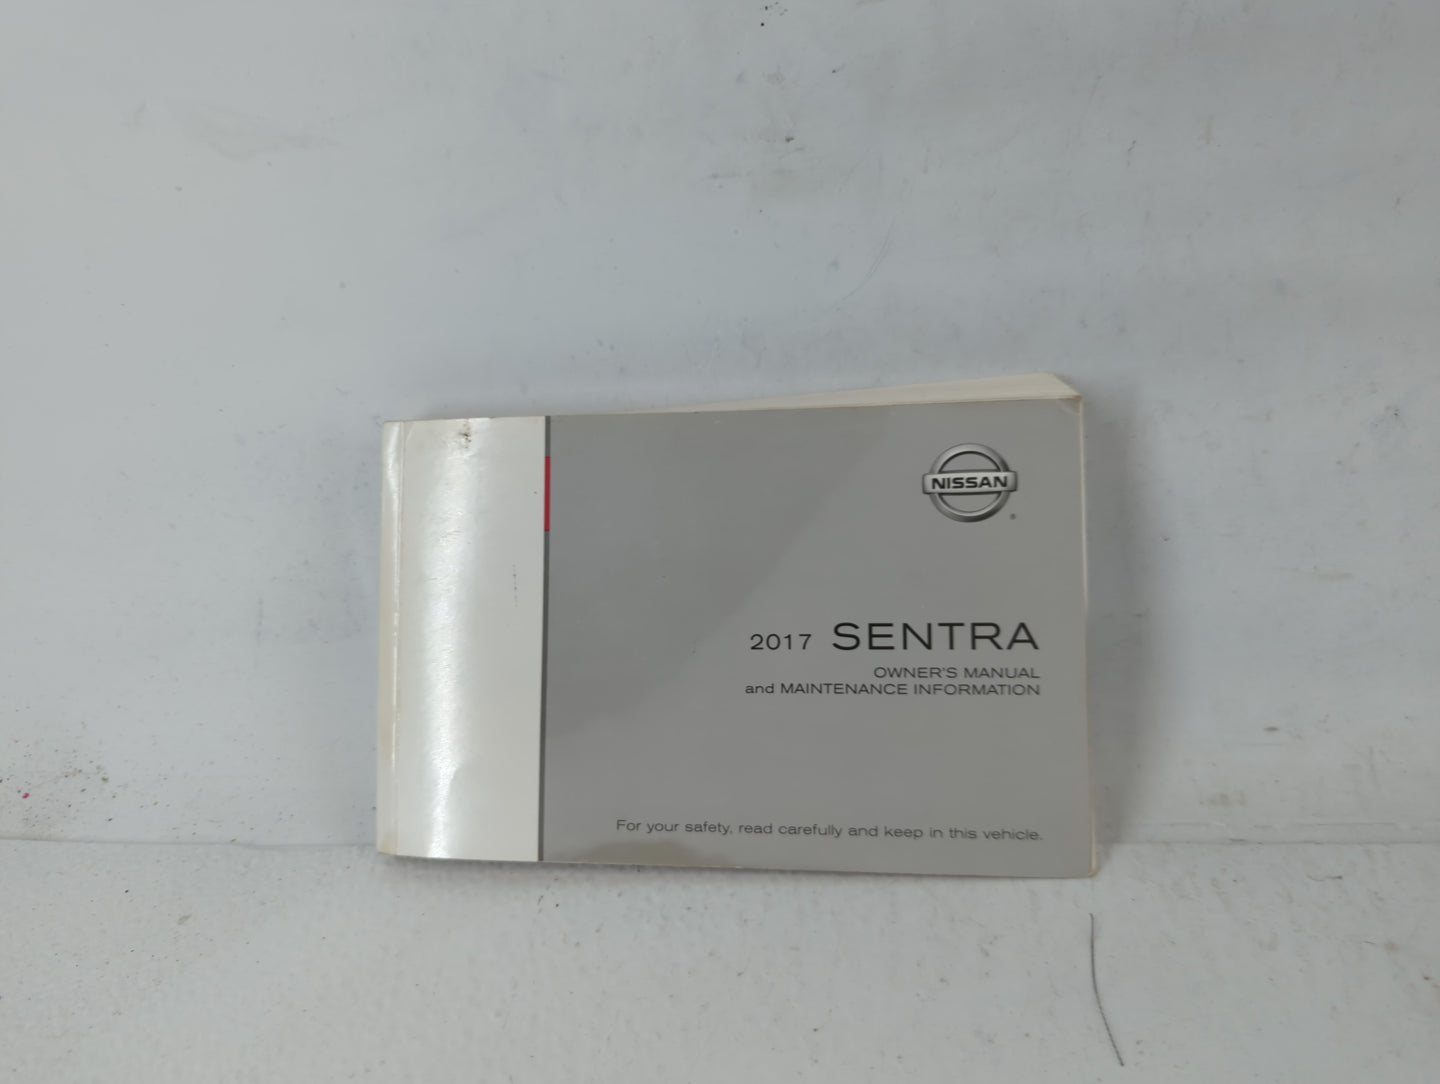 NISSAN
®
2017 SENTRA
OWNER'S MANUAL
and MAINTENANCE INFORMATION
For your safety, read carefully and keep in this vehicle.